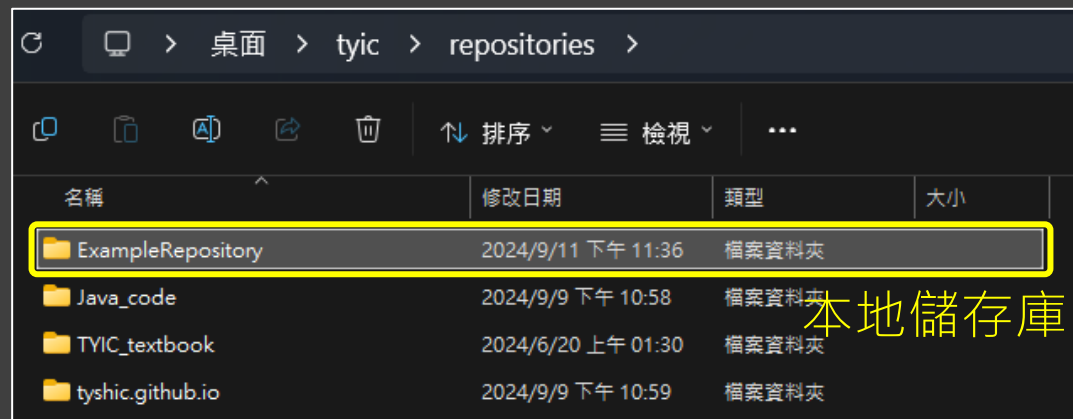 桌面 > tyic > repositories >
排序 檢視
名稱 修改日期 類型 大小
ExampleRepository 2024/9/11 下午 11:36 檔案資料夾
Java_code 2024/9/9 下午 10:58 檔案資料夾
本地儲存庫
TYIC_textbook 2024/6/20 上午 01:30 檔案資料夾
tyshic.github.io 2024/9/9 下午 10:59 檔案資料夾